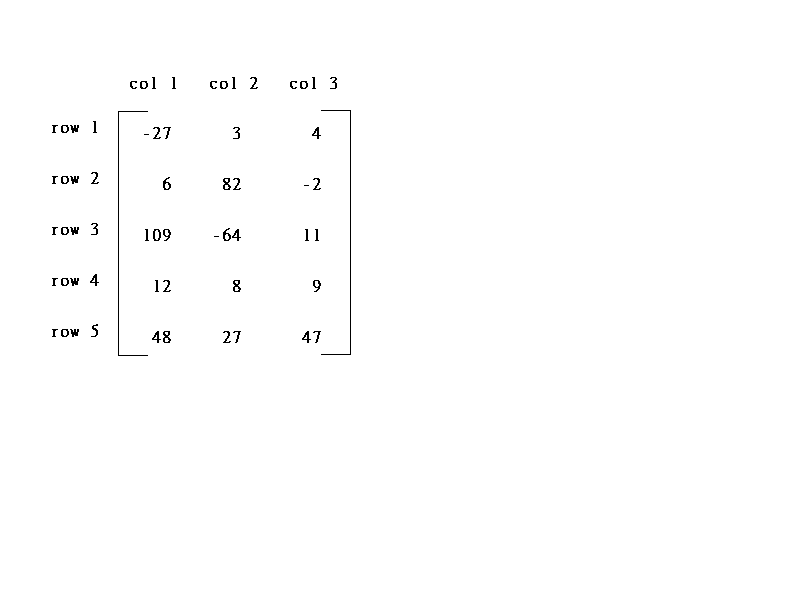 col 1 col 2 col 3
row 1 -27 3 4
row 2 6 82 -2
row 3 109 -64 11
row 4 12 8 9
row 5 48 27 47